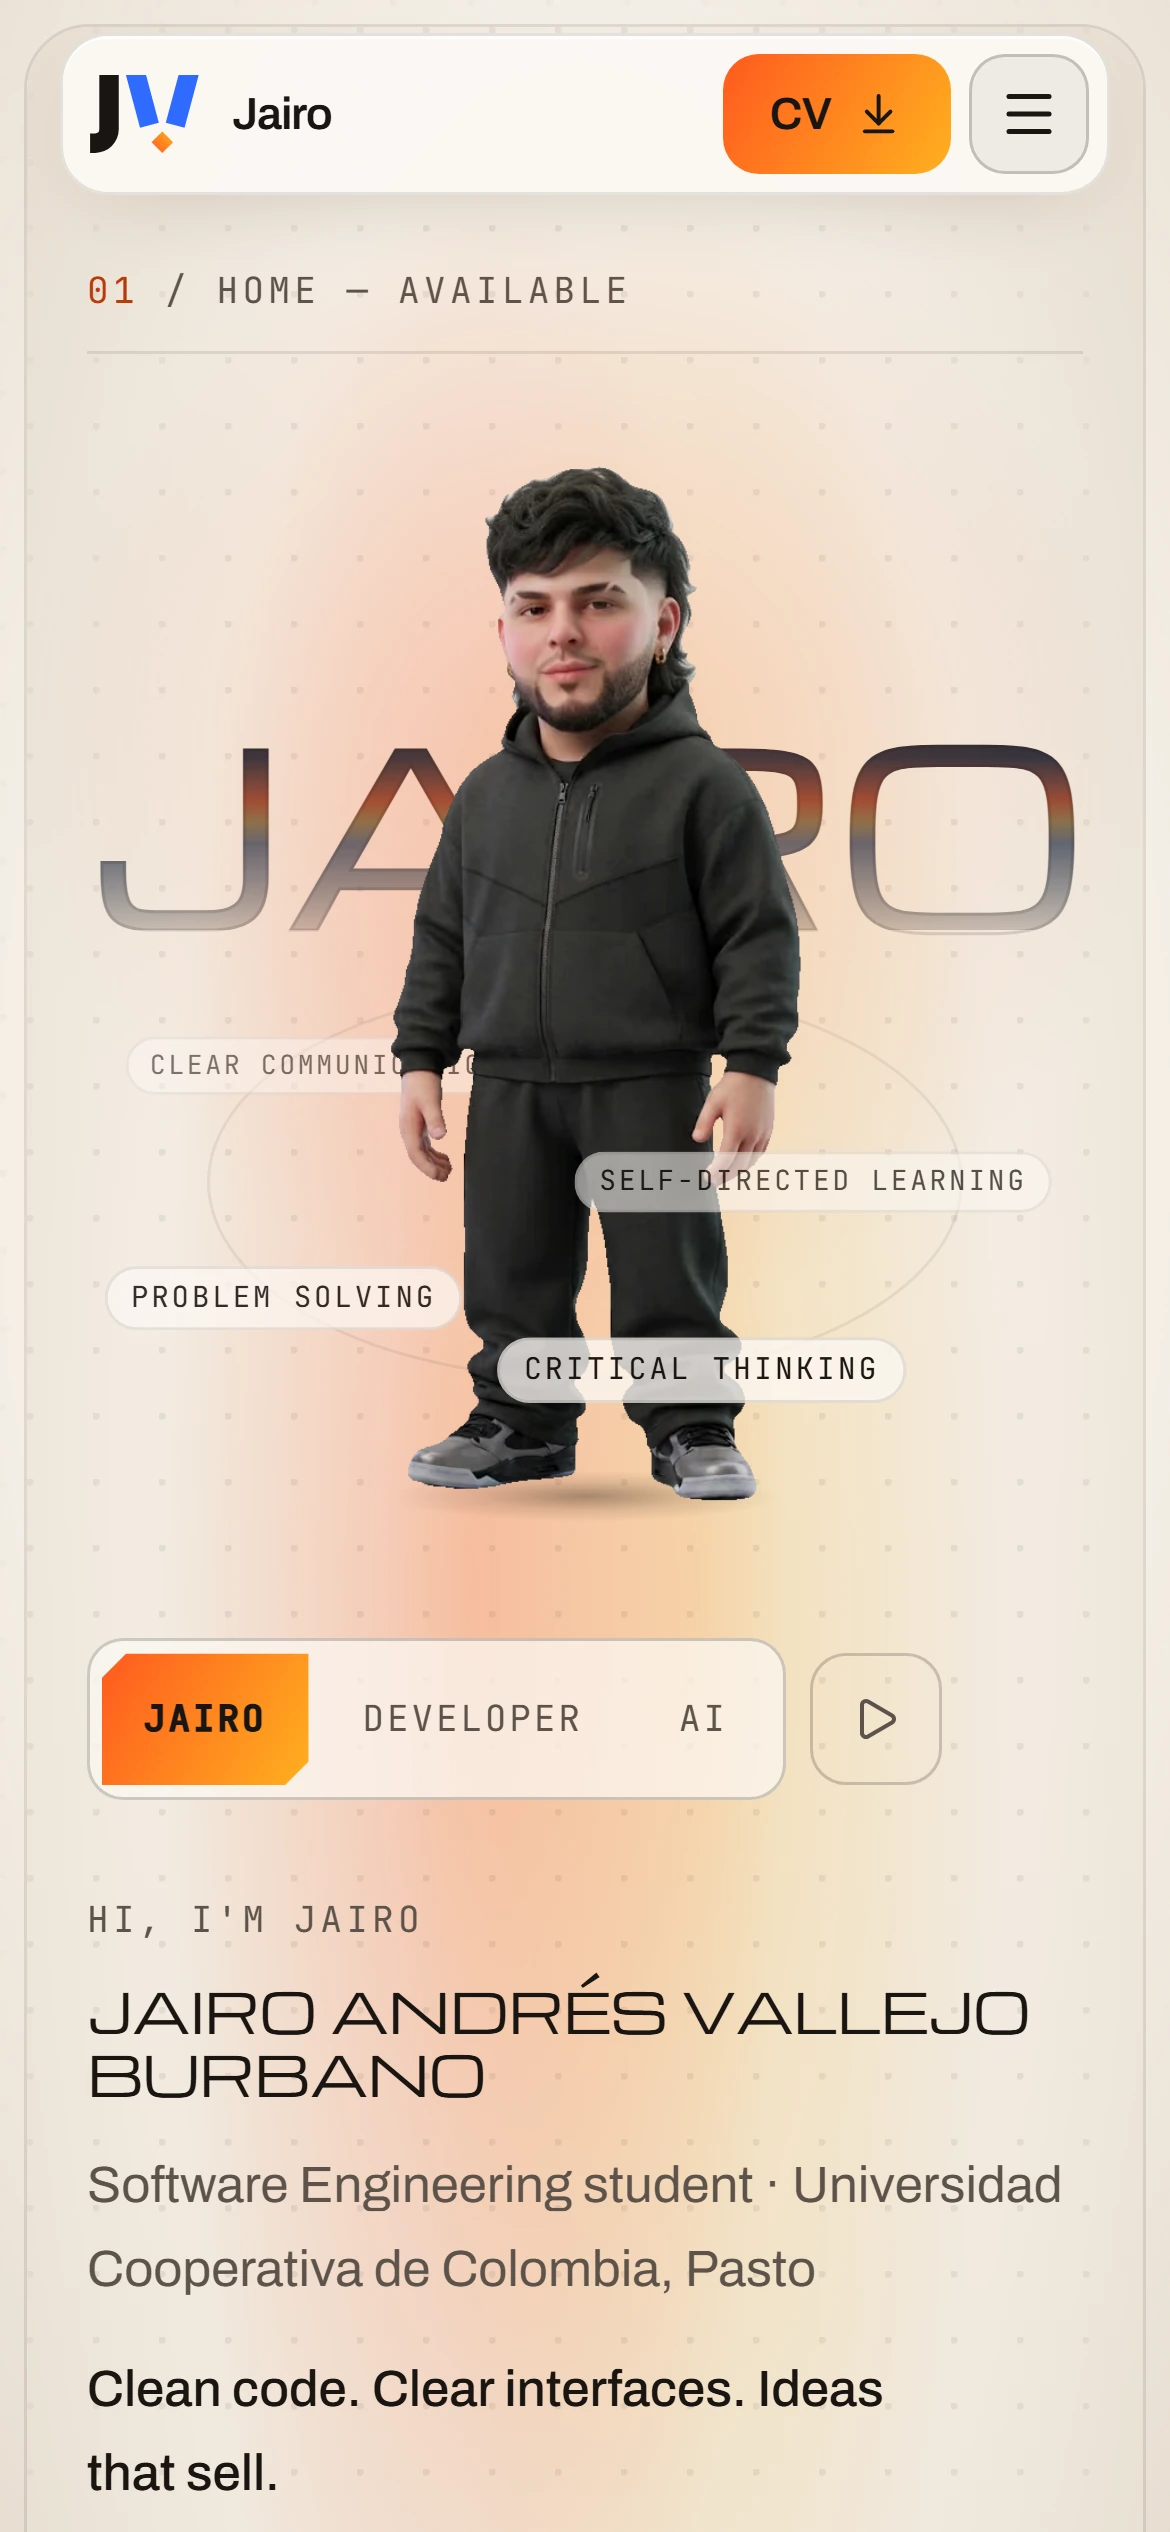 JV Jairo CV
01 / HOME — AVAILABLE
JA RO
CLEAR
SELF-DIRECTED LEARNING
PROBLEM SOLVING
CRITICAL THINKING
JAIRO DEVELOPER AI
HI, I'M JAIRO
JAIRO ANDRÉS VALLEJO
BURBANO
Software Engineering student · Universidad
Cooperativa de Colombia, Pasto
Clean code. Clear interfaces. Ideas
that sell.